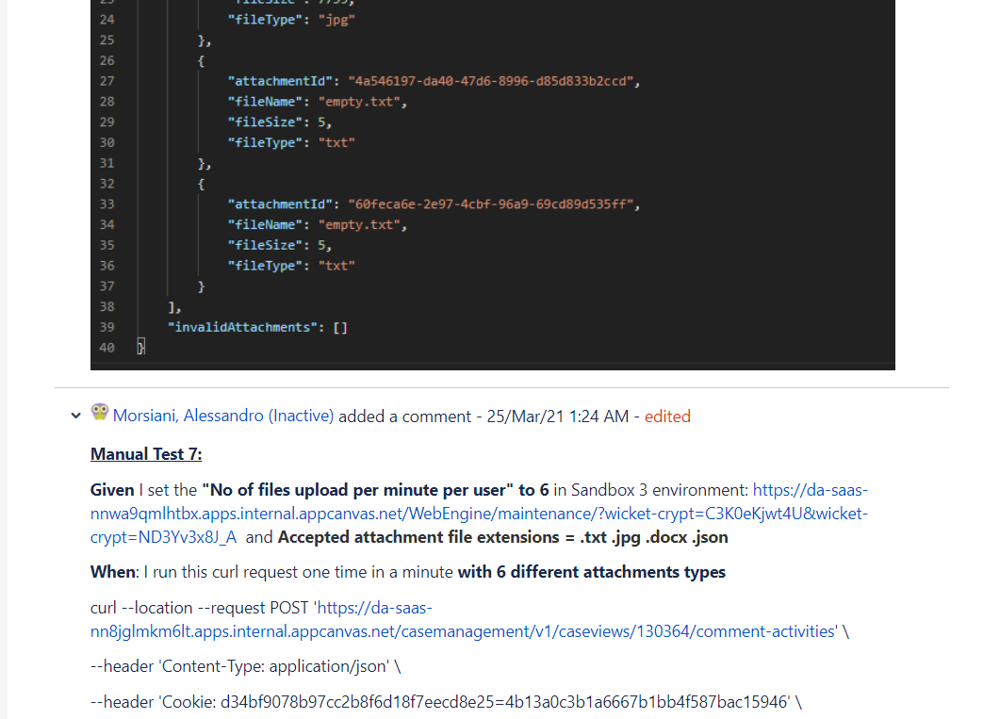 23 "fileSize": 7759,
24 "fileType": "jpg"
25 },
26 {
27 "attachmentId": "4a546197-da40-47d6-8996-d85d833b2ccd",
28 "fileName": "empty.txt",
29 "fileSize": 5,
30 "fileType": "txt"
31 },
32 {
33 "attachmentId": "60feca6e-2e97-4cbf-96a9-69cd89d535ff",
34 "fileName": "empty.txt",
35 "fileSize": 5,
36 "fileType": "txt"
37 }
38 ],
39 "invalidAttachments": []
40 }
Morsiani, Alessandro (Inactive) added a comment - 25/Mar/21 1:24 AM - edited
Manual Test 7:
Given I set the "No of files upload per minute per user" to 6 in Sandbox 3 environment: https://da-saas-
nnwa9qmlhtbx.apps.internal.appcanvas.net/WebEngine/maintenance/?wicket-crypt=C3K0eKjwt4U&wicket-
crypt=ND3Yv3x8J_A and Accepted attachment file extensions = .txt .jpg .docx .json
When: I run this curl request one time in a minute with 6 different attachments types
curl --location --request POST 'https://da-saas-
nn8jglmkm6lt.apps.internal.appcanvas.net/casemanagement/v1/caseviews/130364/comment-activities' \
--header 'Content-Type: application/json' \
--header 'Cookie: d34bf9078b97cc2b8f6d18f7eecd8e25=4b13a0c3b1a6667b1bb4f587bac15946' \